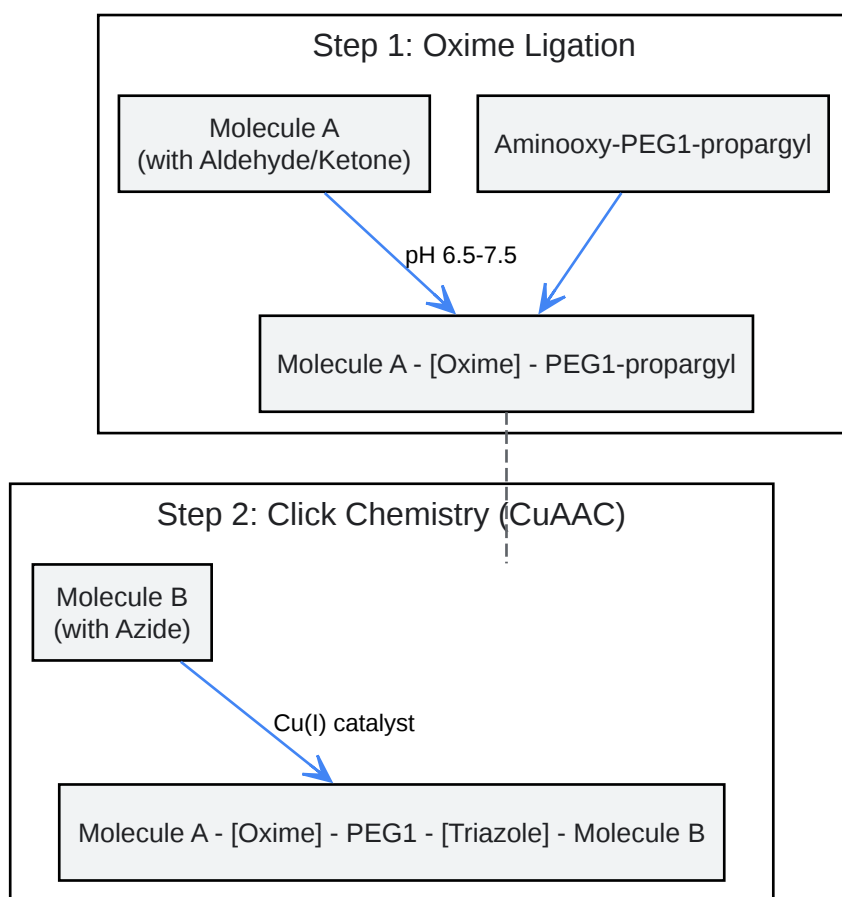 Step 1: Oxime Ligation
Molecule A
(with Aldehyde/Ketone)
Aminooxy-PEG1-propargyl
pH 6.5-7.5
Molecule A - [Oxime] - PEG1-propargyl
Step 2: Click Chemistry (CuAAC)
Molecule B
(with Azide)
Cu(I) catalyst
Molecule A - [Oxime] - PEG1 - [Triazole] - Molecule B